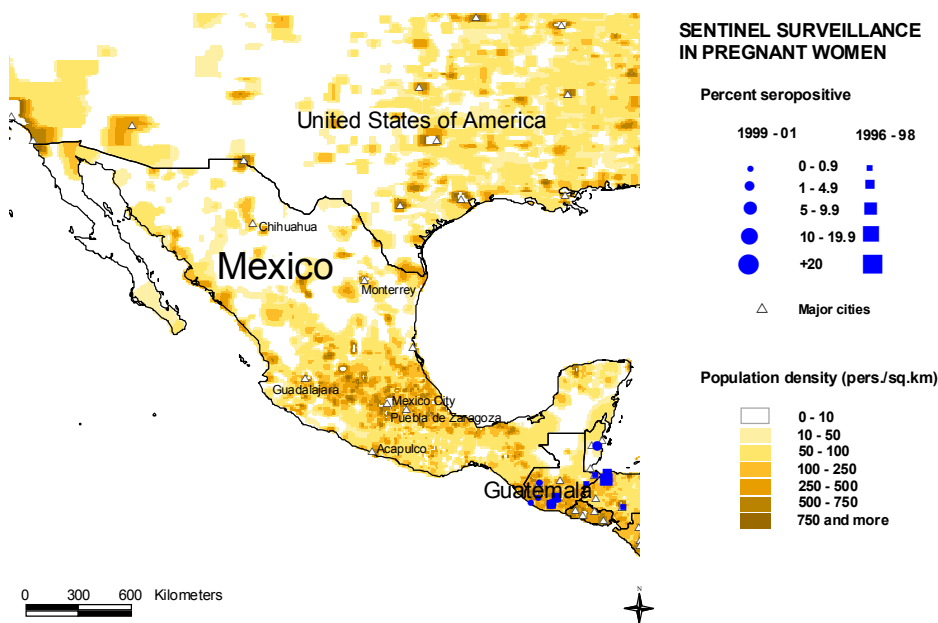 SENTINEL SURVEILLANCE
IN PREGNANT WOMEN
Percent seropositive
1999 - 01
1996 - 98
0 - 0.9
1 - 4.9
5 - 9.9
10 - 19.9
+20
Major cities
Population density (pers./sq.km)
0 - 10
10 - 50
50 - 100
100 - 250
250 - 500
500 - 750
750 and more
United States of America
Chihuahua
Mexico
Monterrey
Guadalajara
Mexico City
Puebla de Zaragoza
Acapulco
Guatemala
0 300 600 Kilometers
N